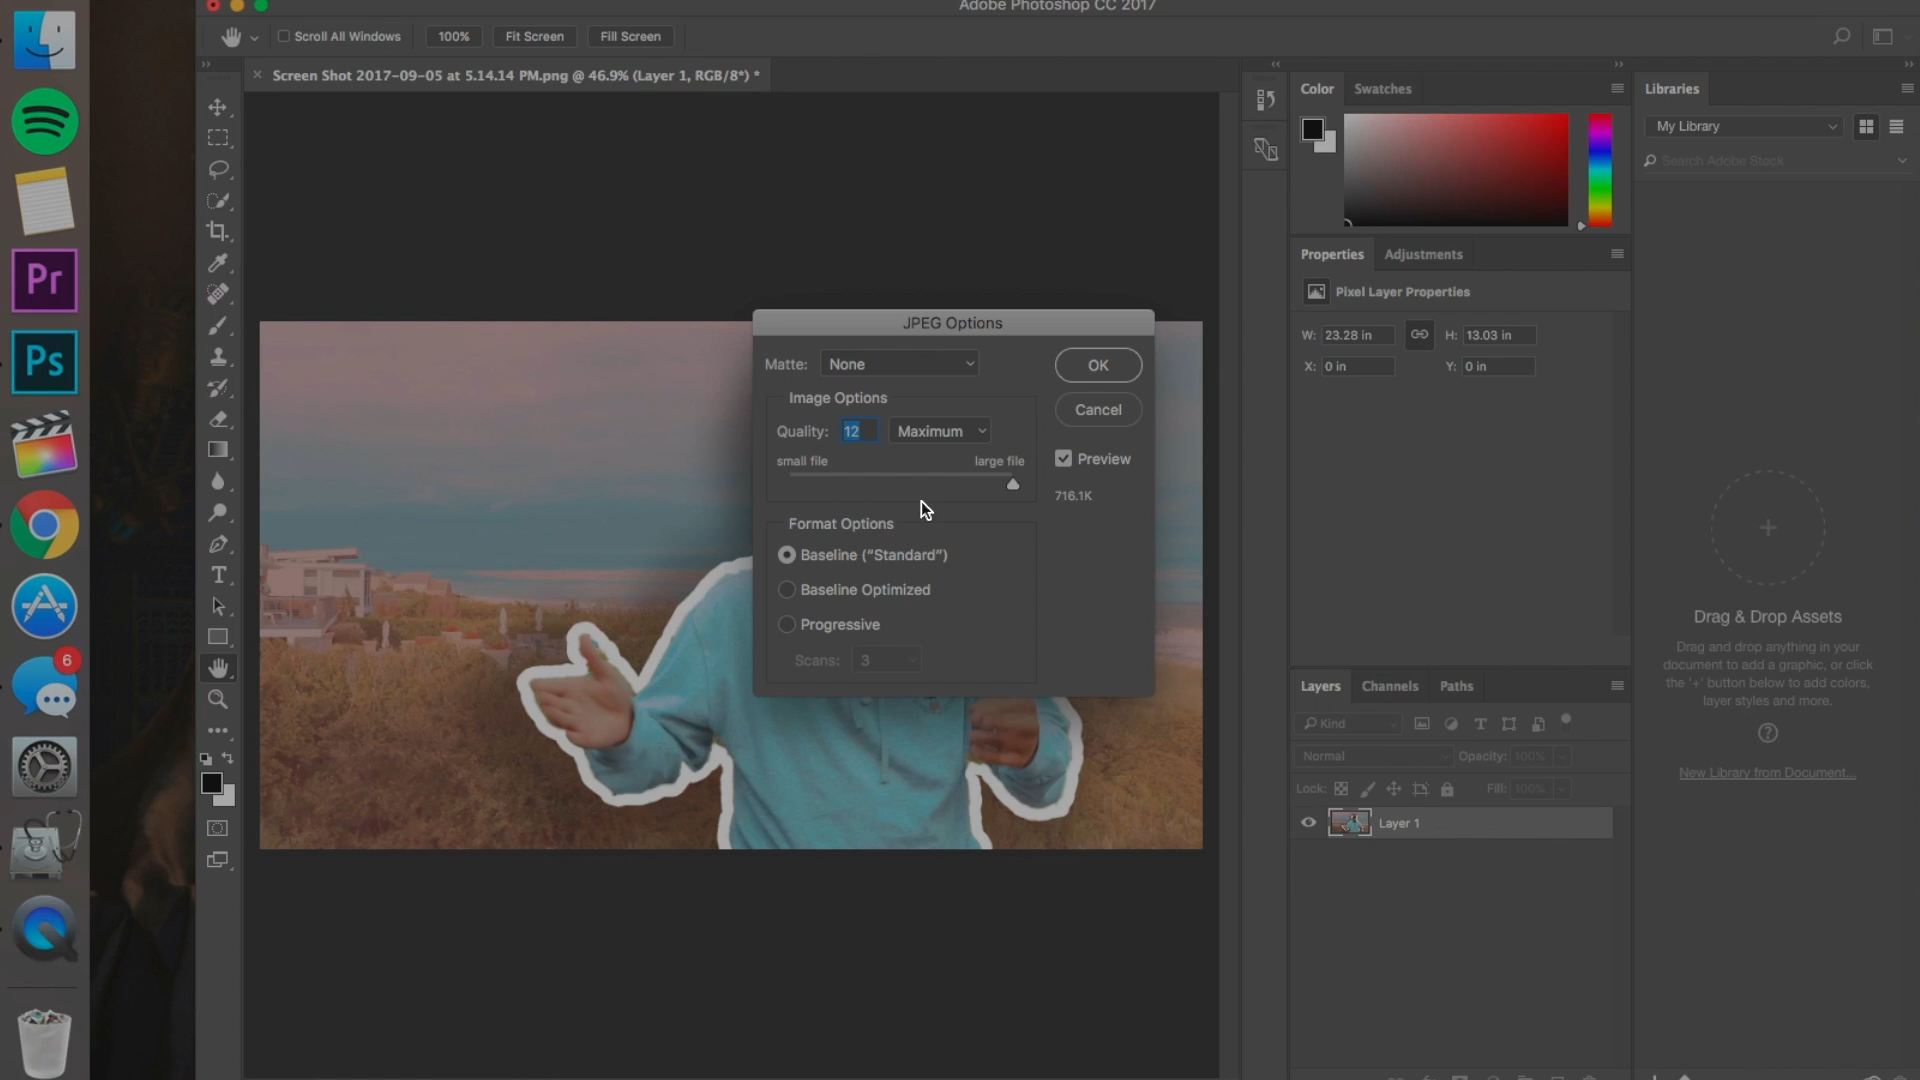 Adobe Photoshop CC 2017
Scroll All Windows
100%
Fit Screen
Fill Screen
Screen Shot 2017-09-05 at 5.14.14 PM.png @ 46.9% (Layer 1, RGB/8*) *
Color
Swatches
Libraries
My Library
Search Adobe Stock
Pr
Ps
6
T
JPEG Options
Matte: None
OK
Image Options
Cancel
Quality: 12 Maximum
small file
large file
Preview
716.1K
Format Options
Baseline ("Standard")
Baseline Optimized
Progressive
Scans: 3
Properties
Adjustments
Pixel Layer Properties
W: 23.28 in
H: 13.03 in
X: 0 in
Y: 0 in
Layers
Channels
Paths
Kind
T
Normal
Opacity: 100%
Lock:
Fill: 100%
Layer 1
Drag & Drop Assets
Drag and drop anything in your
document to add a graphic, or click
the '+' button below to add colors,
layer styles and more.
New Library from Document...